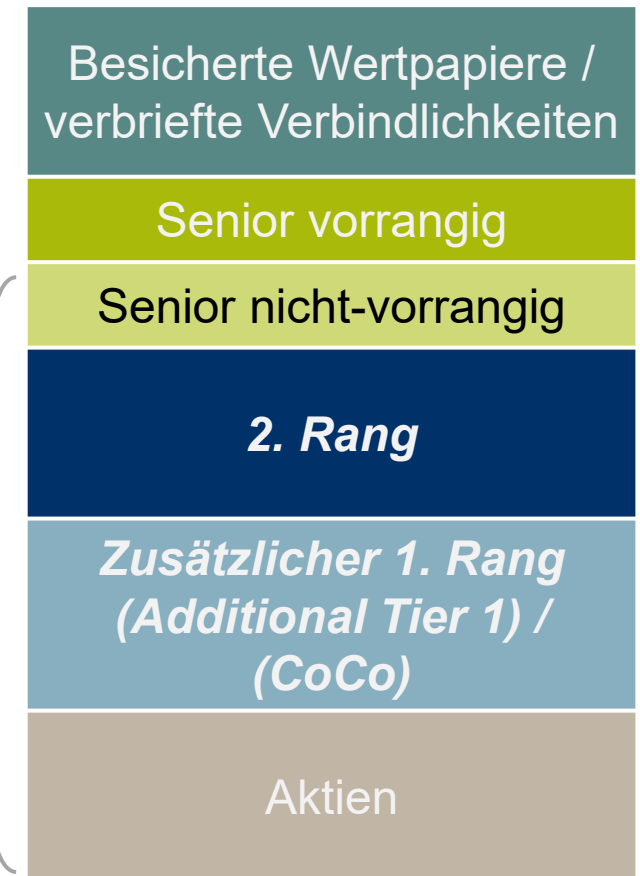 Besicherte Wertpapiere /
verbriefte Verbindlichkeiten
Senior vorrangig
Senior nicht-vorrangig
2. Rang
Zusätzlicher 1. Rang
(Additional Tier 1) /
(CoCo)
Aktien